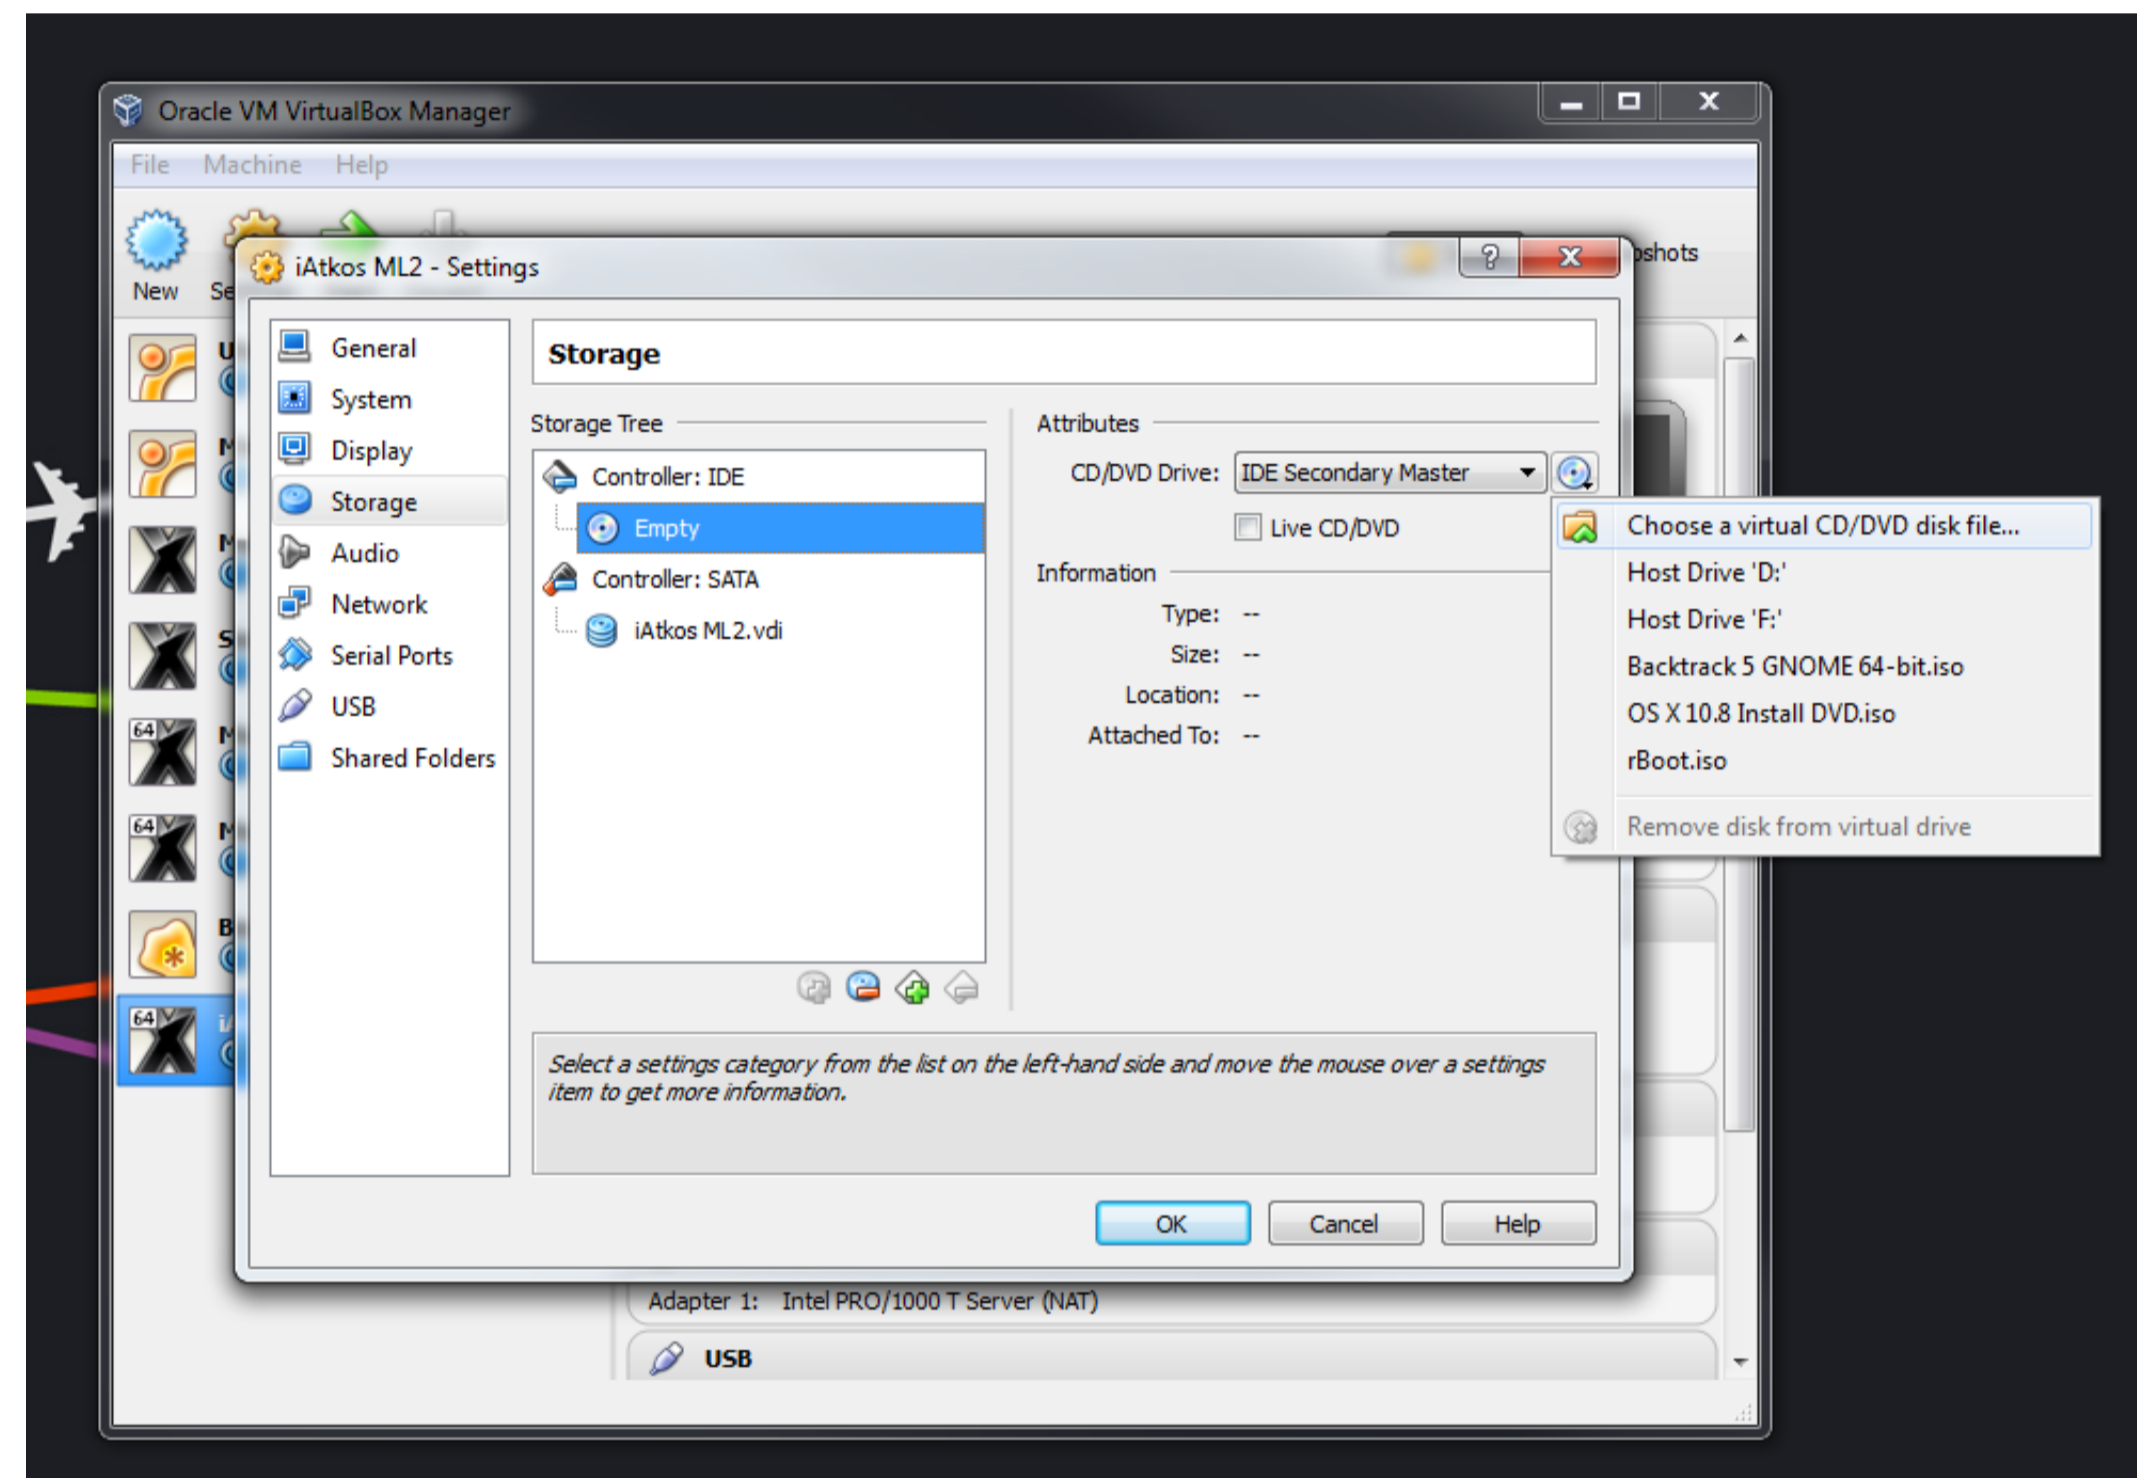 Oracle VM VirtualBox Manager
File Machine Help
New
iAtkos ML2 - Settings
General
System
Display
Storage
Audio
Network
Serial Ports
USB
Shared Folders
Storage
Storage Tree
Controller: IDE
Empty
Controller: SATA
iAtkos ML2.vdi
Attributes
CD/DVD Drive: IDE Secondary Master
Live CD/DVD
Information
Type: --
Size: --
Location: --
Attached To: --
Choose a virtual CD/DVD disk file...
Host Drive 'D:'
Host Drive 'F:'
Backtrack 5 GNOME 64-bit.iso
OS X 10.8 Install DVD.iso
rBoot.iso
Remove disk from virtual drive
64
64
64
Select a settings category from the list on the left-hand side and move the mouse over a settings
item to get more information.
OK Cancel Help
Adapter 1: Intel PRO/1000 T Server (NAT)
USB